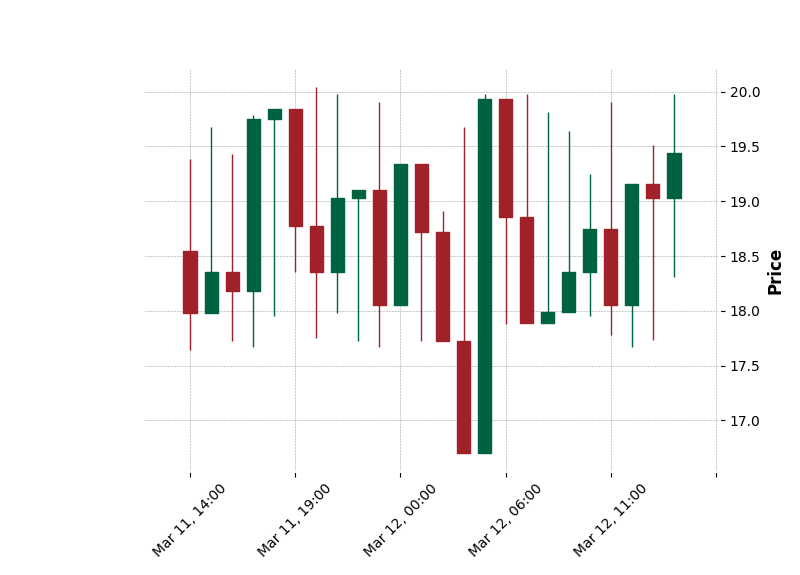 20.0
19.5
19.0
18.5
18.0
17.5
17.0
Price
Mar 11, 14:00
Mar 11, 19:00
Mar 12, 00:00
Mar 12, 06:00
Mar 12, 11:00